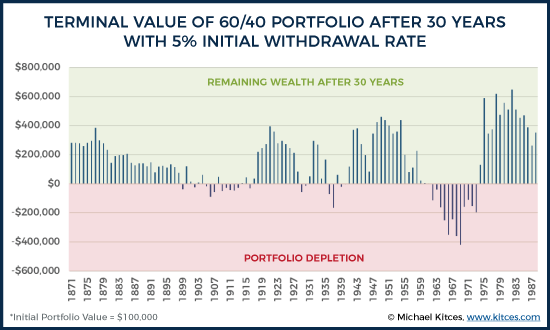 TERMINAL VALUE OF 60/40 PORTFOLIO AFTER 30 YEARS
WITH 5% INITIAL WITHDRAWAL RATE
$800,000
REMAINING WEALTH AFTER 30 YEARS
$600,000
$400,000
$200,000
$0
-$200,000
-$400,000
PORTFOLIO DEPLETION
-$600,000
1871 1875 1879 1883 1887 1891 1895 1899 1903 1907 1911 1915 1919 1923 1927 1931 1935 1939 1943 1947 1951 1955 1959 1963 1967 1971 1975 1979 1983 1987
*Initial Portfolio Value = $100,000
© Michael Kitces, www.kitces.com